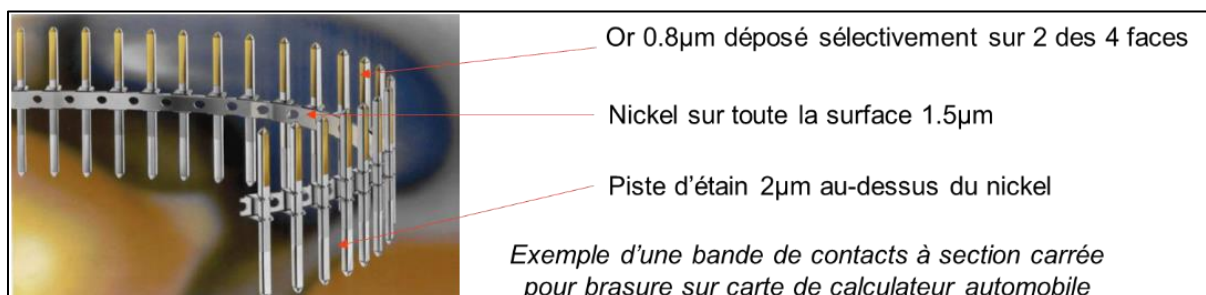 Or 0.8µm déposé sélectivement sur 2 des 4 faces
Nickel sur toute la surface 1.5µm
Piste d'étain 2µm au-dessus du nickel
Exemple d'une bande de contacts à section carrée
pour brasure sur carte de calculateur automobile